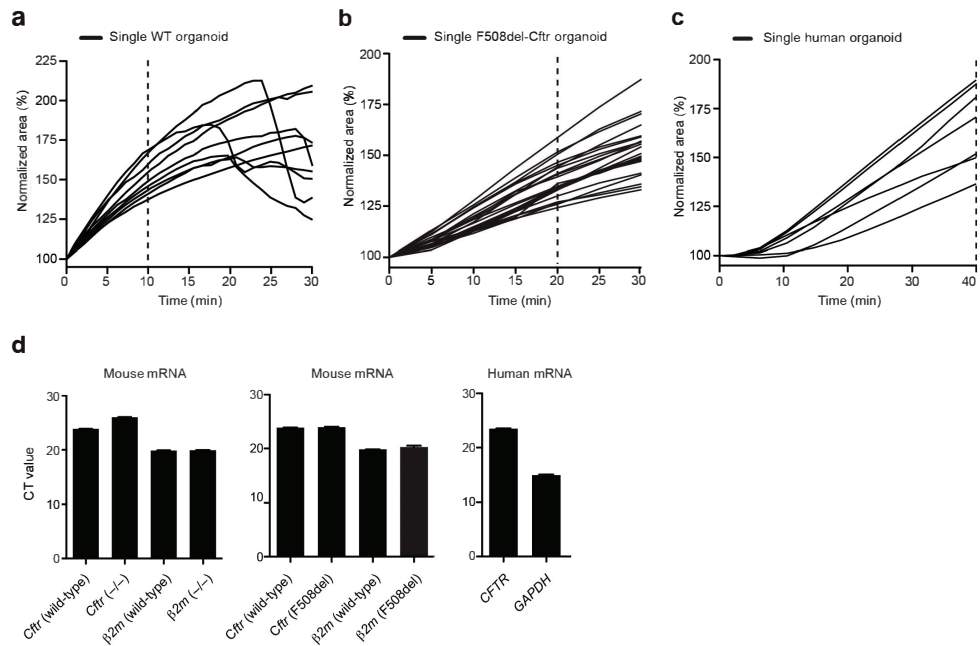 a
Single WT organoid
225
200
175
150
125
100
Normalized area (%)
0 5 10 15 20 25 30
Time (min)
b
Single F508del-Cftr organoid
200
175
150
125
100
Normalized area (%)
0 5 10 15 20 25 30
Time (min)
c
Single human organoid
200
150
100
Normalized area (%)
0 10 20 30 40
Time (min)
d
Mouse mRNA
30
20
10
0
CT value
Cftr (wild-type)
Cftr (–/–)
β2m (wild-type)
β2m (–/–)
Mouse mRNA
30
20
10
0
Cftr (wild-type)
Cftr (F508del)
β2m (wild-type)
β2m (F508del)
Human mRNA
30
20
10
0
CFTR
GAPDH